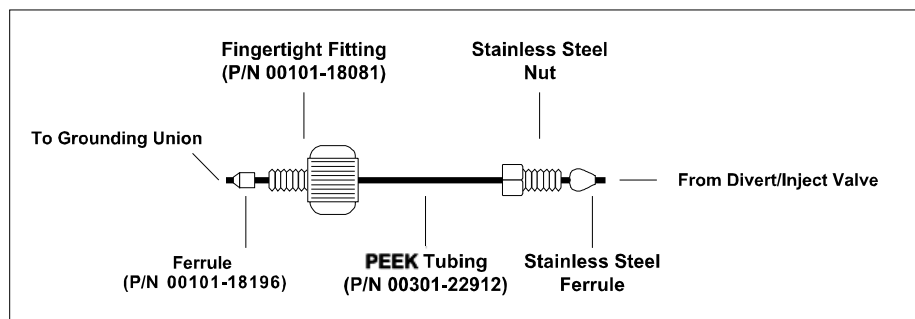 Fingertight Fitting
(P/N 00101-18081)
Stainless Steel
Nut
To Grounding Union
From Divert/Inject Valve
Ferrule
(P/N 00101-18196)
PEEK Tubing
(P/N 00301-22912)
Stainless Steel
Ferrule